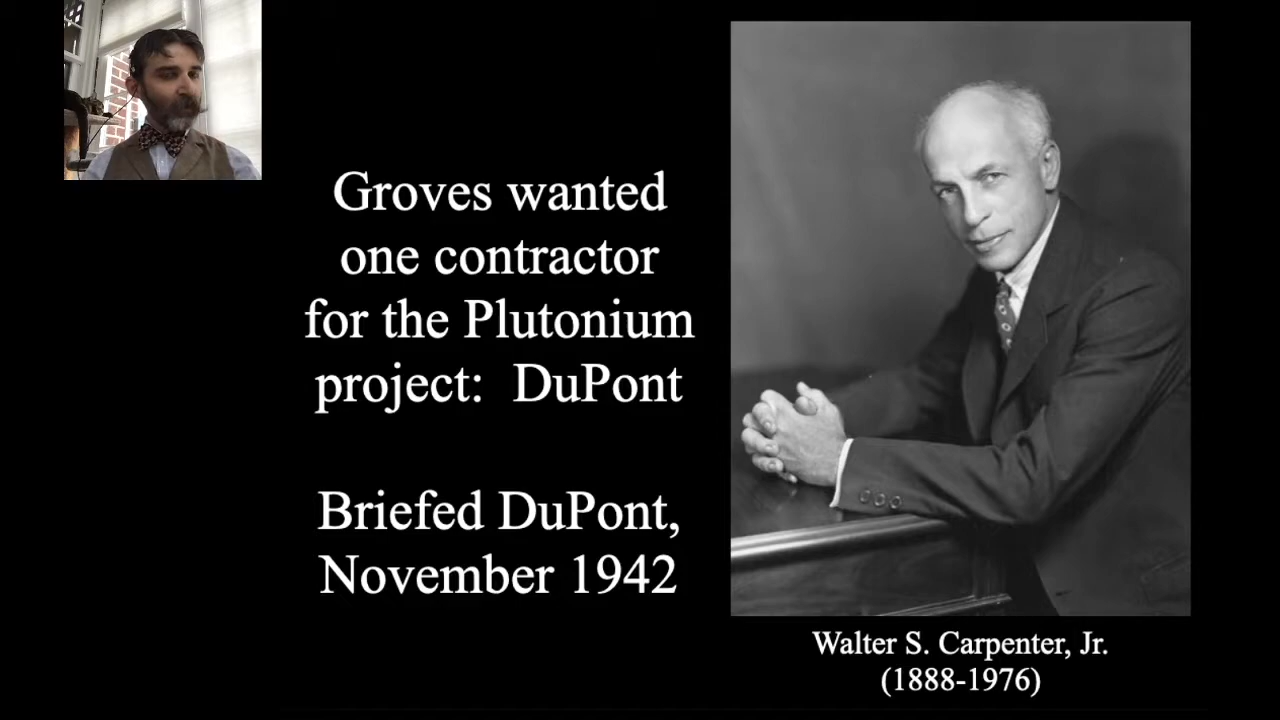 Groves wanted
one contractor
for the Plutonium
project:  DuPont
Briefed DuPont,
November 1942
Walter S. Carpenter, Jr.
(1888-1976)